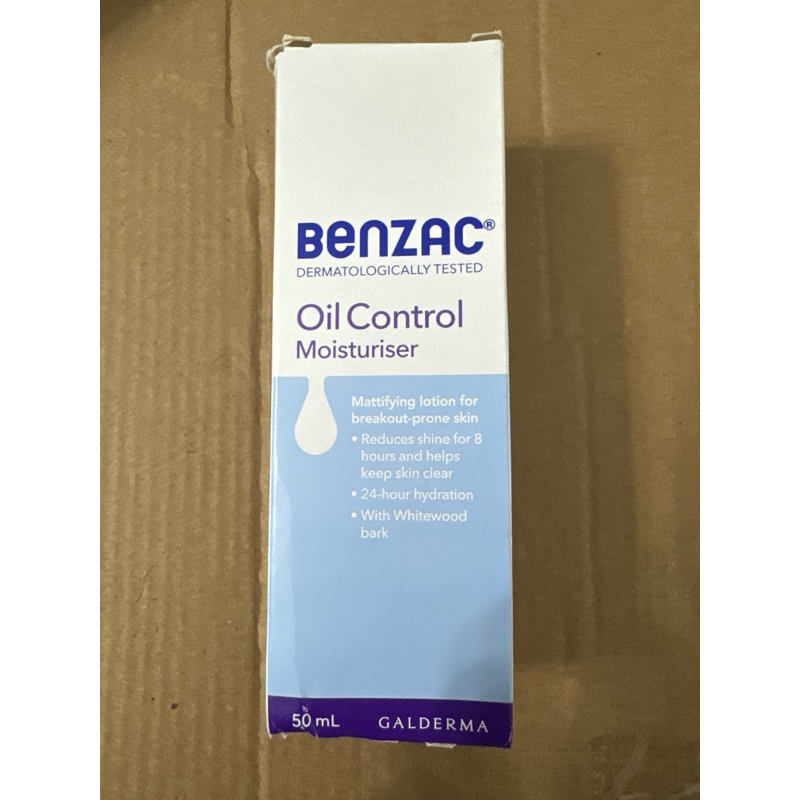 BENZAC®
DERMATOLOGICALLY TESTED
Oil Control
Moisturiser
Mattifying lotion for
breakout-prone skin
• Reduces shine for 8
hours and helps
keep skin clear
• 24-hour hydration
• With Whitewood
bark
50 mL GALDERMA